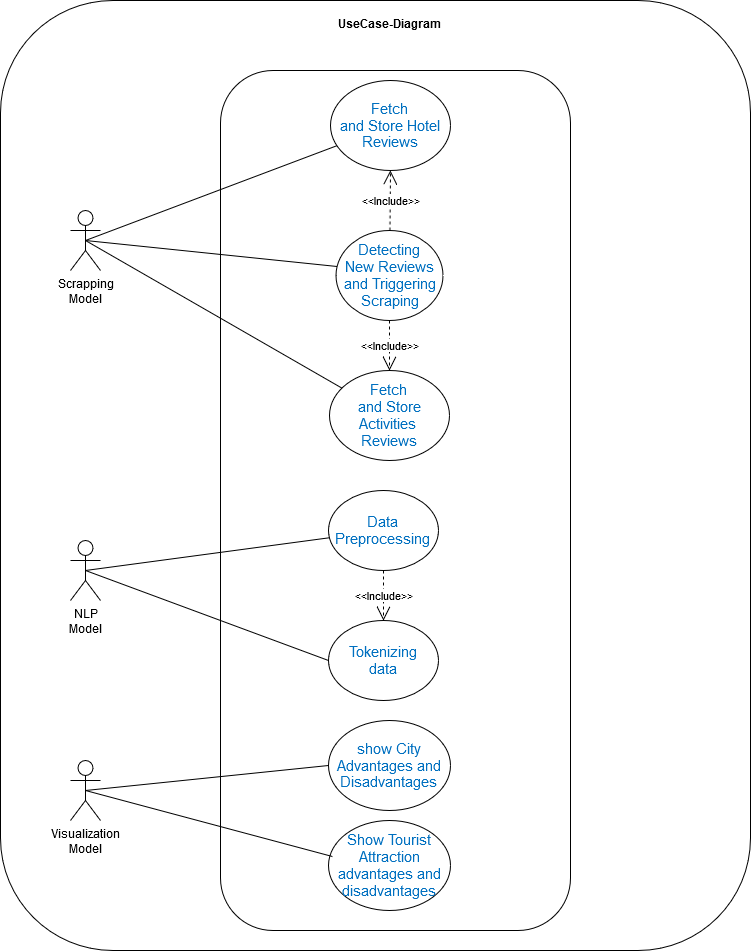 UseCase-Diagram
Fetch
and Store Hotel
Reviews
<<Include>>
Detecting
New Reviews
and Triggering
Scraping
Scrapping
Model
<<Include>>
Fetch
and Store
Activities
Reviews
Data
Preprocessing
NLP
Model
<<Include>>
Tokenizing
data
show City
Advantages and
Disadvantages
Visualization
Model
Show Tourist
Attraction
advantages and
disadvantages